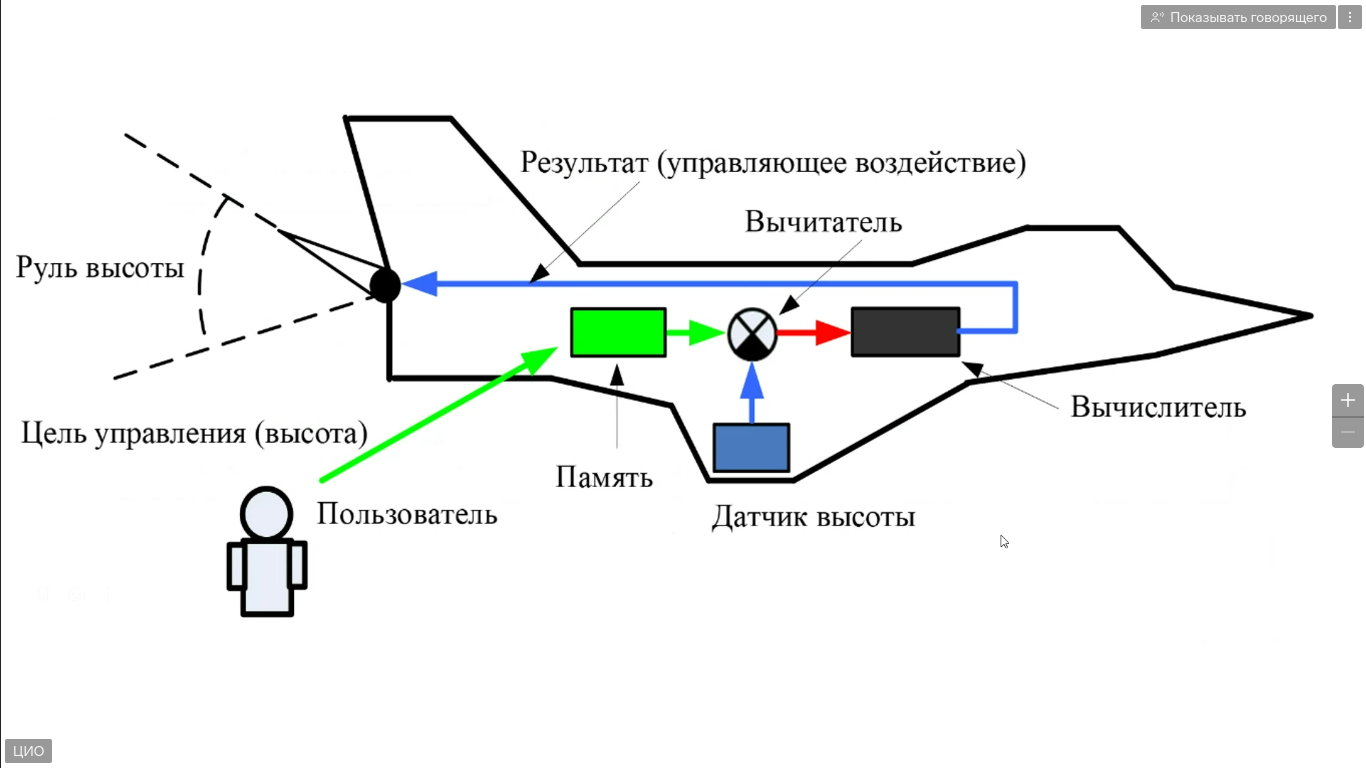 Показывать говорящего
Результат (управляющее воздействие)
Вычитатель
Руль высоты
Вычислитель
Цель управления (высота)
Память
Пользователь
Датчик высоты
ЦИО